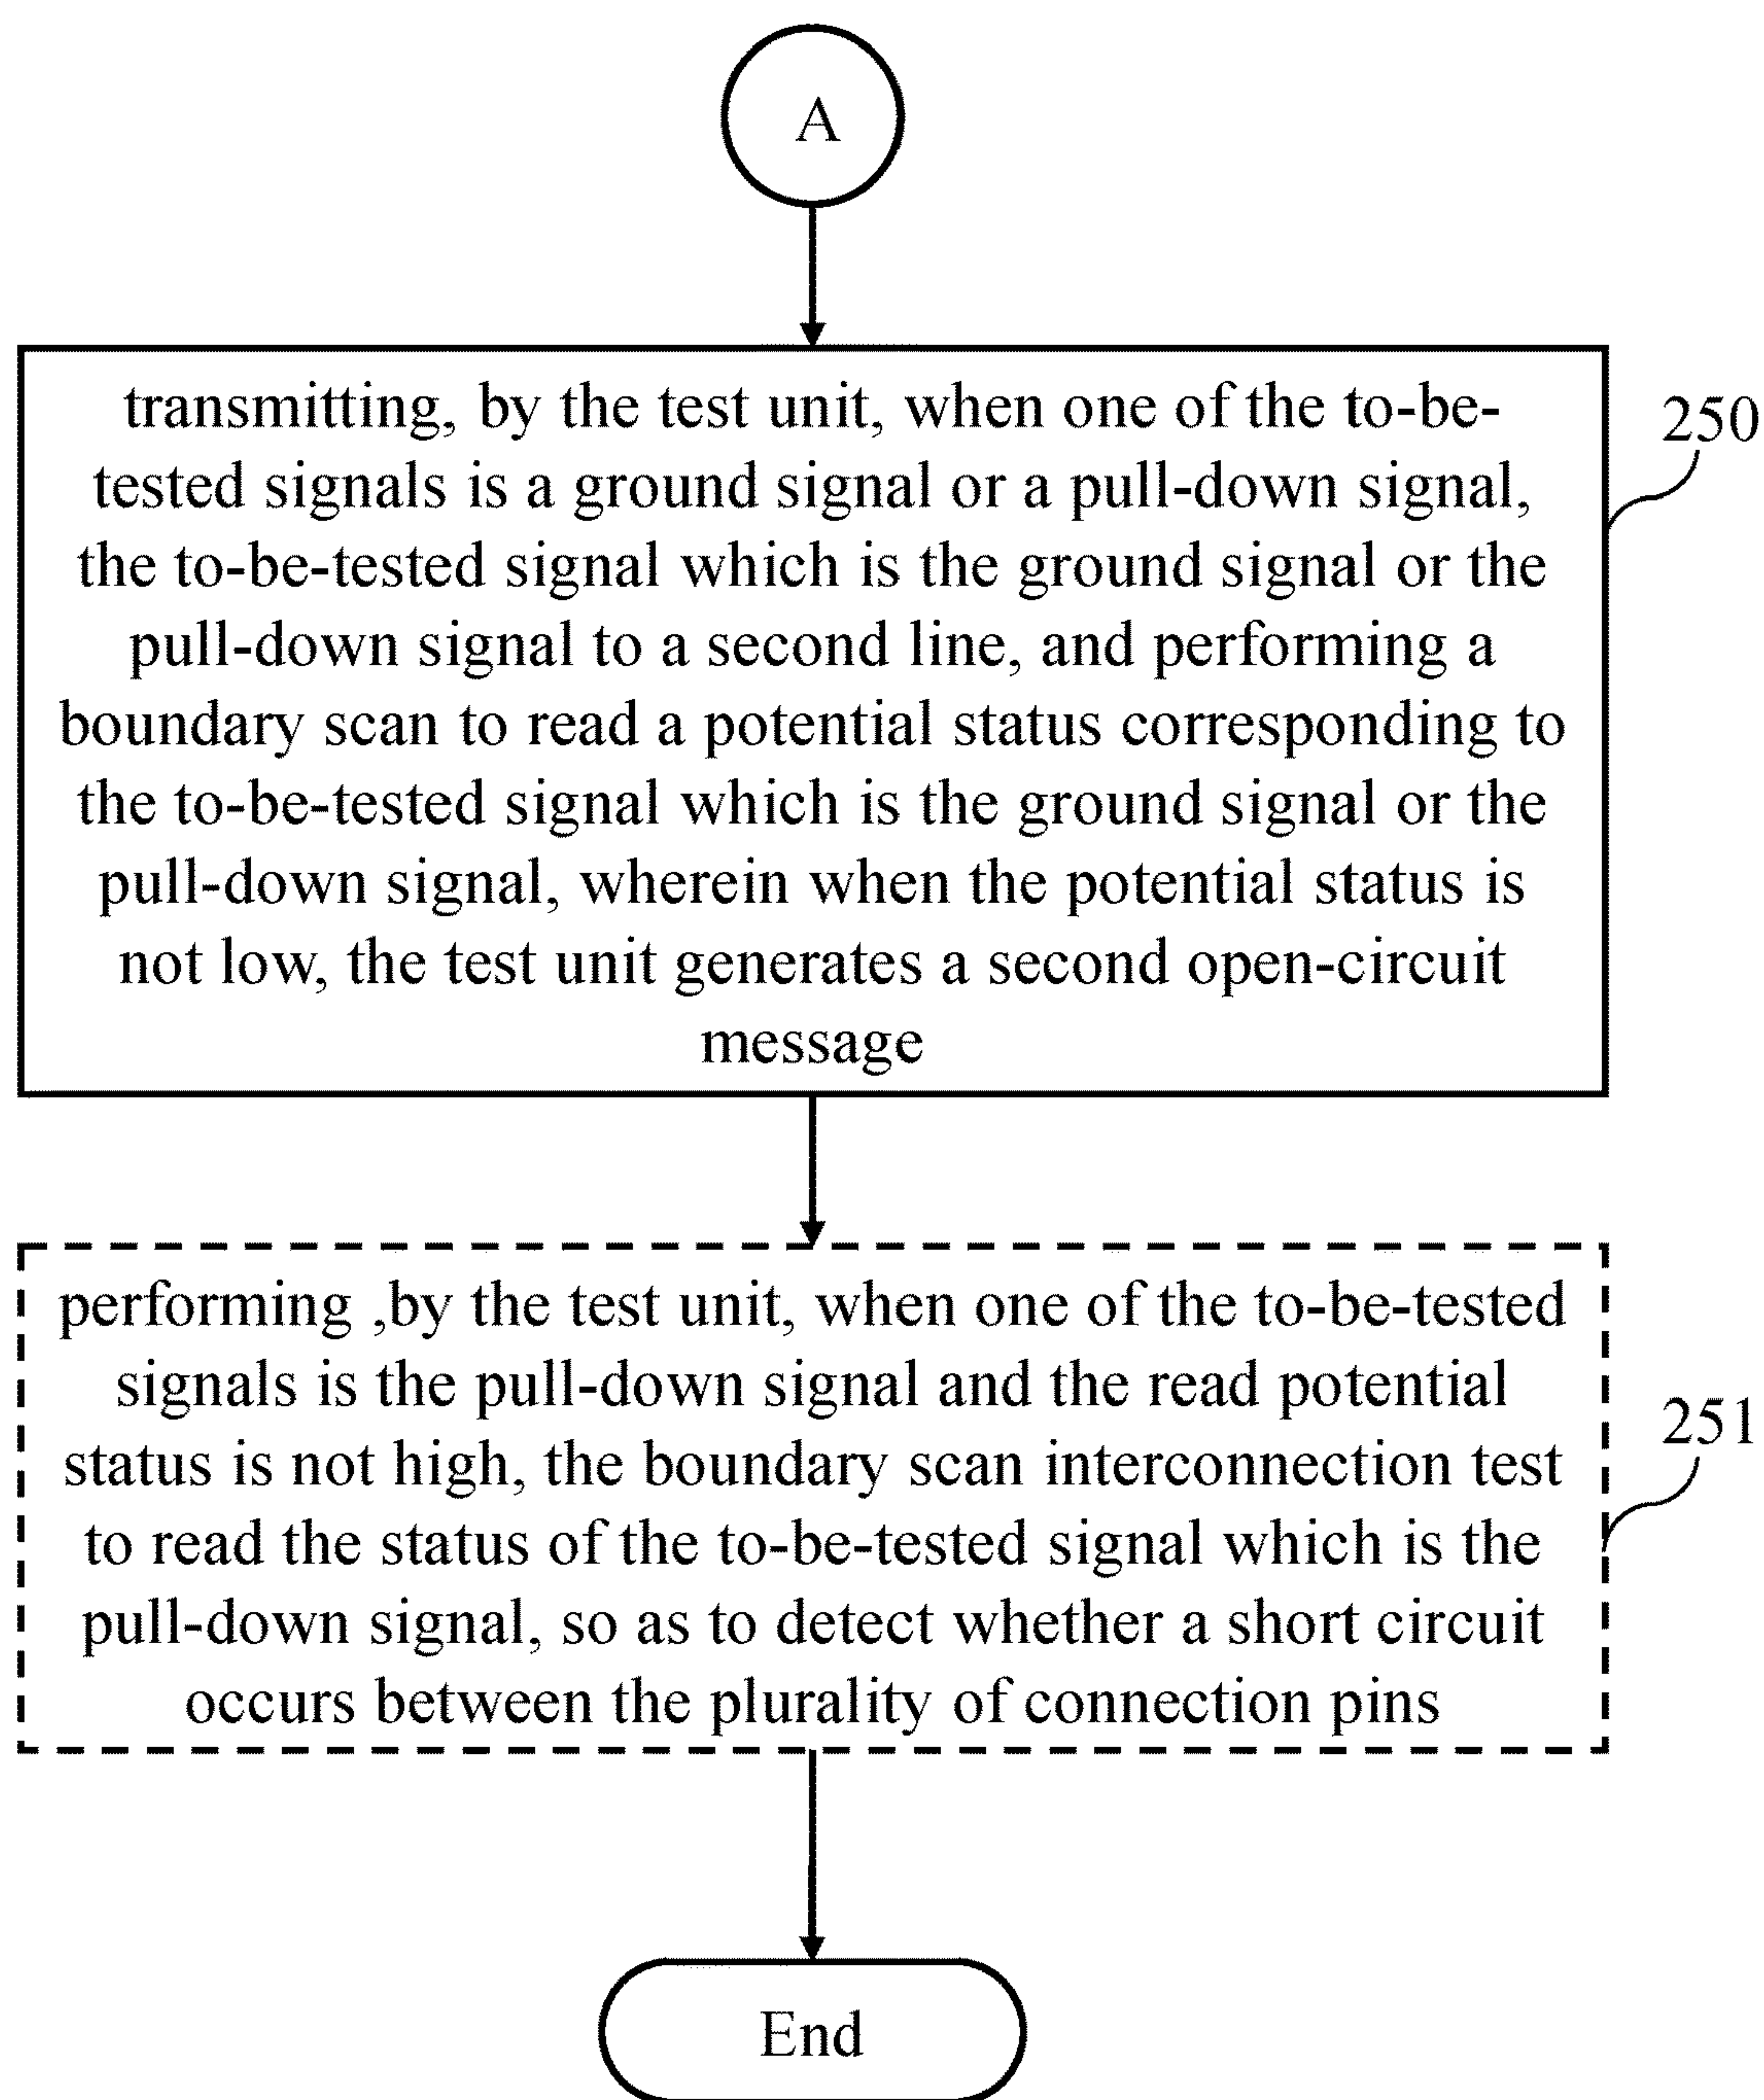 A
transmitting, by the test unit, when one of the to-be-
tested signals is a ground signal or a pull-down signal,
the to-be-tested signal which is the ground signal or the
pull-down signal to a second line, and performing a
boundary scan to read a potential status corresponding to
the to-be-tested signal which is the ground signal or the
pull-down signal, wherein when the potential status is
not low, the test unit generates a second open-circuit
message
250
performing ,by the test unit, when one of the to-be-tested
signals is the pull-down signal and the read potential
status is not high, the boundary scan interconnection test
to read the status of the to-be-tested signal which is the
pull-down signal, so as to detect whether a short circuit
occurs between the plurality of connection pins
251
End